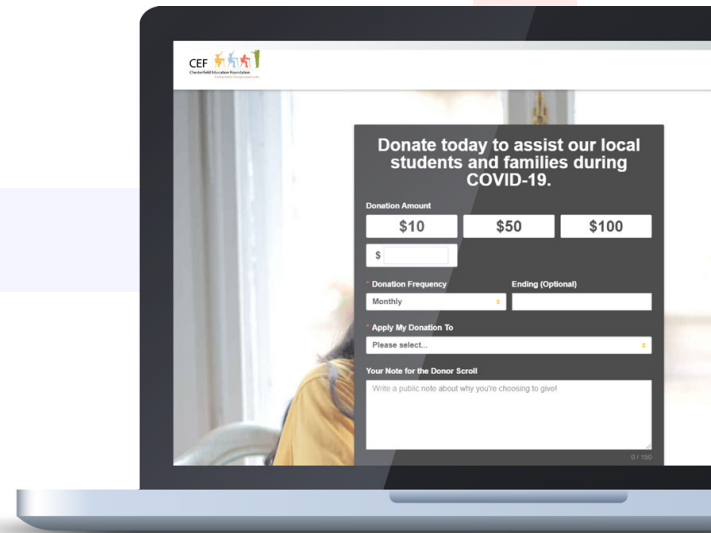 CEF
Chesterfield Education Foundation
Donate today to assist our local
students and families during
COVID-19.
Donation Amount
$10 $50 $100
$
* Donation Frequency Ending (Optional)
Monthly
* Apply My Donation To
Please select...
Your Note for the Donor Scroll
Write a public note about why you're choosing to give!
0 / 150